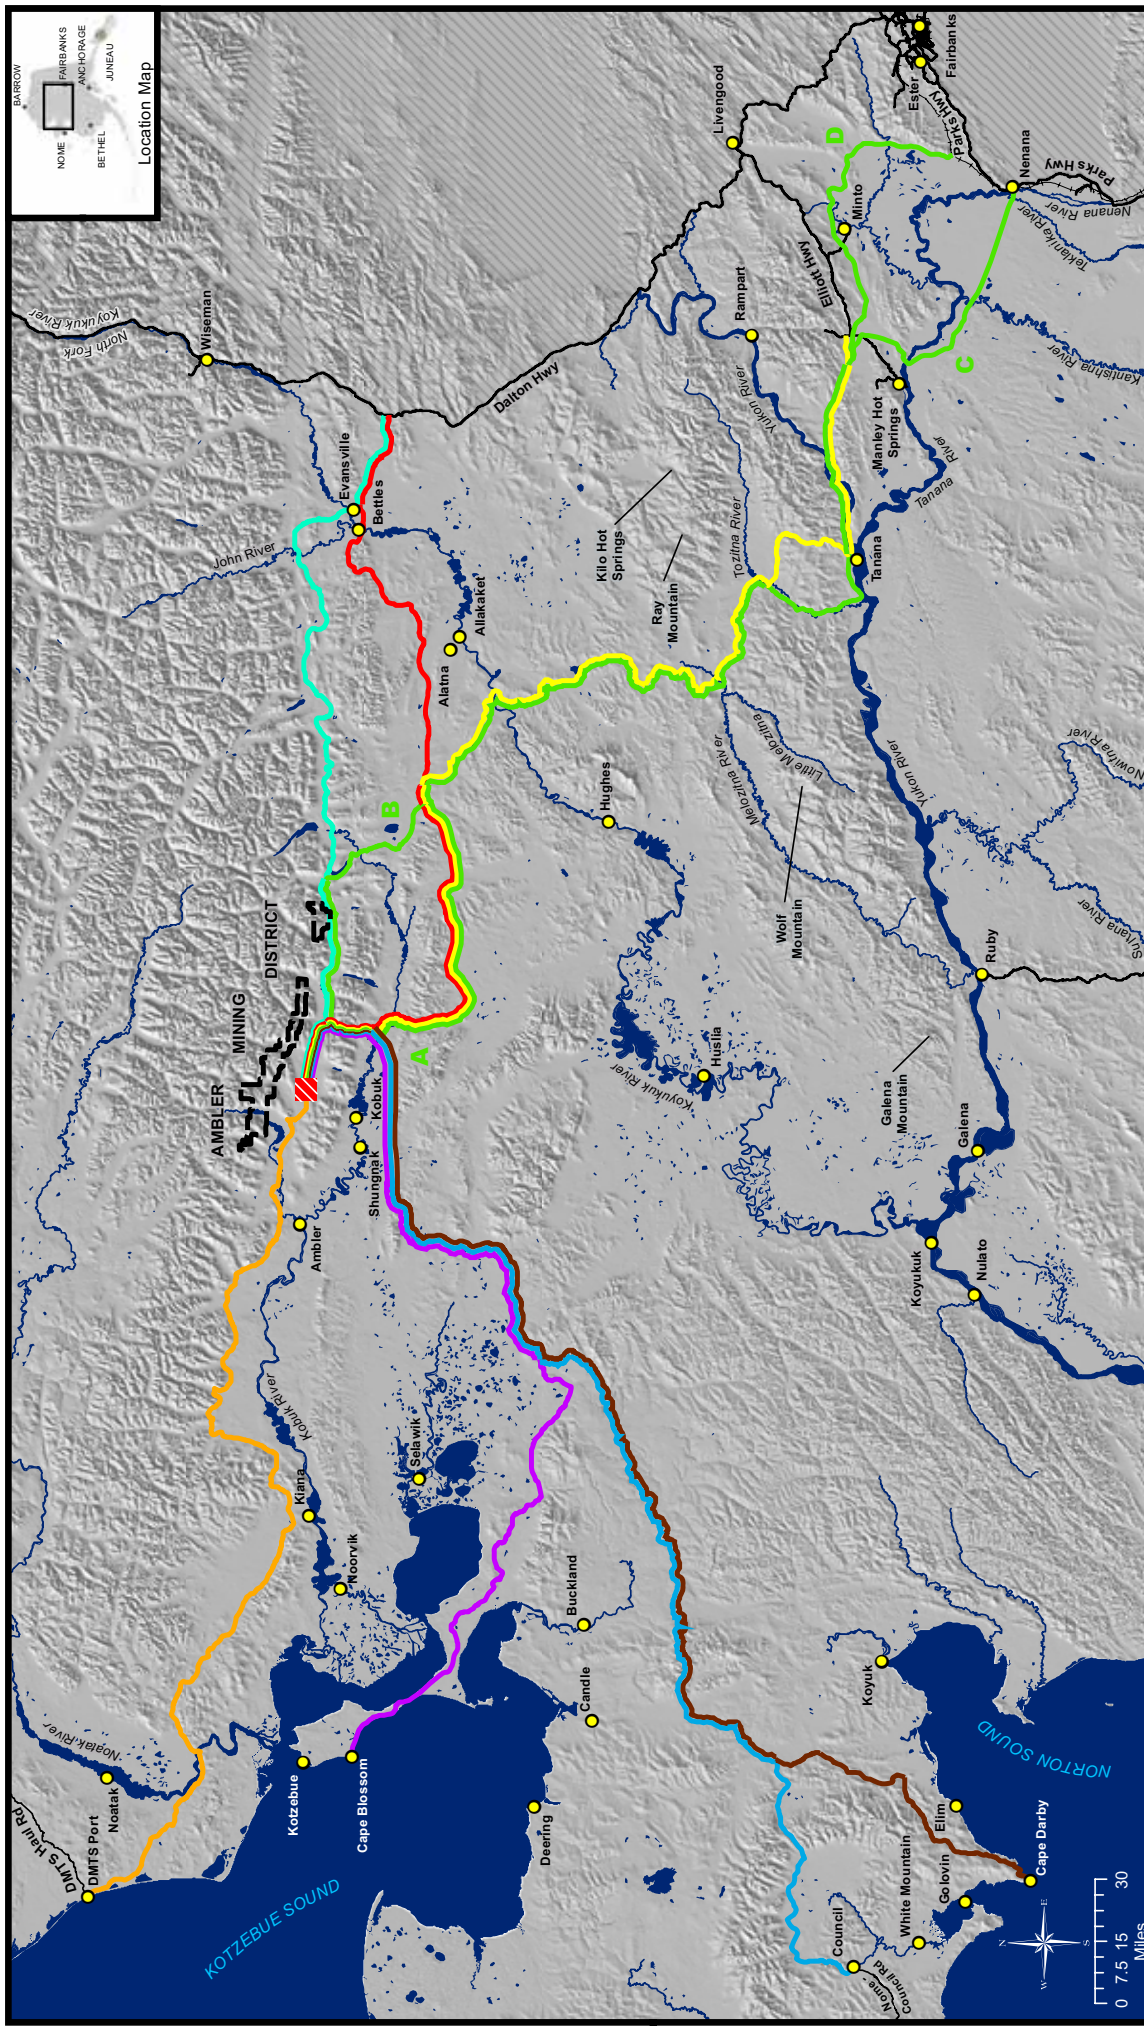 BARROW
FAIRBANKS
ANCHORAGE
JUNEAU
NOME
BETHEL
Location Map
DMTS Haul Rd
DMTS Port
Noatak
Noatak River
KOTZEBUE SOUND
Kotzebue
Cape Blossom
Noorvik
Kiana
Kobuk River
Selawik
Ambler
Shungnak
Kobuk
AMBLER
MINING
DISTRICT
A
B
John River
Evansville
Bettles
Wiseman
North Fork
Koyukuk River
Dalton Hwy
Alatna
Allakaket
Hughes
Huslia
Koyukuk River
Kilo Hot
Springs
Ray
Mountain
Tozitna River
Yukon River
Rampart
Livengood
Elliott Hwy
Minto
D
Ester
Fairbanks
Parks Hwy
Parks Hwy
Nenana
Nenana River
Teklanika River
Kantishna River
C
Manley Hot
Springs
Tanana
River
Tanana
Melozitna River
Little Melozitna
Wolf
Mountain
Yukon River
Nowitna River
Sulatna River
Ruby
Galena
Mountain
Galena
Koyukuk
Nulato
Buckland
Candle
Deering
Koyuk
NORTON SOUND
Elim
Golovin
White Mountain
Cape Darby
Council
Nome-
Council Rd
N
E
S
W
0 7.5 15 30
Miles